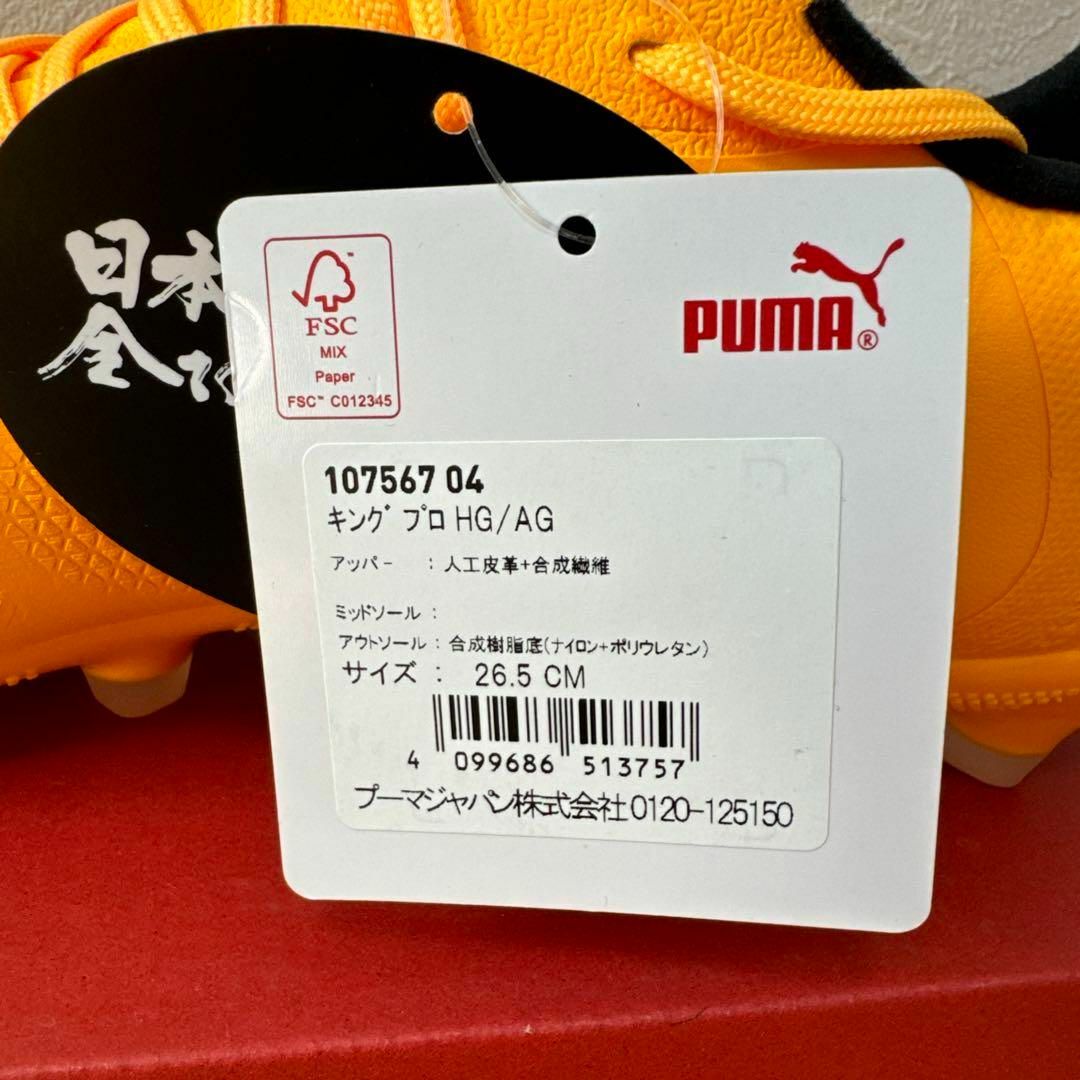 日本
全
FSC
MIX
Paper
FSC™ C012345
PUMA®
107567 04
キング プロ HG/AG
アッパー : 人工皮革+合成繊維
ミッドソール :
アウトソール : 合成樹脂底(ナイロン+ポリウレタン)
サイズ : 26.5 CM
4 099686 513757
プーマジャパン株式会社0120-125150